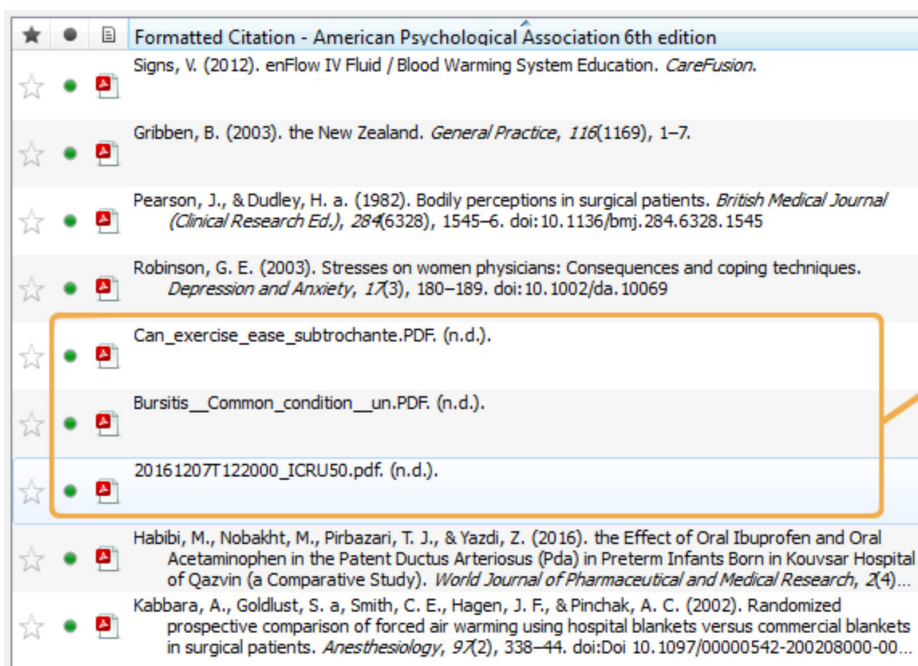 Formatted Citation - American Psychological Association 6th edition
Signs, V. (2012). enFlow IV Fluid / Blood Warming System Education. CareFusion.
Gribben, B. (2003). the New Zealand. General Practice, 116(1169), 1–7.
Pearson, J., & Dudley, H. a. (1982). Bodily perceptions in surgical patients. British Medical Journal
(Clinical Research Ed.), 284(6328), 1545–6. doi:10.1136/bmj.284.6328.1545
Robinson, G. E. (2003). Stresses on women physicians: Consequences and coping techniques.
Depression and Anxiety, 17(3), 180–189. doi:10.1002/da.10069
Can_exercise_ease_subtrochante.PDF. (n.d.).
Bursitis__Common_condition__un.PDF. (n.d.).
20161207T122000_ICRU50.pdf. (n.d.).
Habibi, M., Nobakht, M., Pirbazari, T. J., & Yazdi, Z. (2016). the Effect of Oral Ibuprofen and Oral
Acetaminophen in the Patent Ductus Arteriosus (Pda) in Preterm Infants Born in Kouvsar Hospital
of Qazvin (a Comparative Study). World Journal of Pharmaceutical and Medical Research, 2(4)...
Kabbara, A., Goldlust, S. a, Smith, C. E., Hagen, J. F., & Pinchak, A. C. (2002). Randomized
prospective comparison of forced air warming using hospital blankets versus commercial blankets
in surgical patients. Anesthesiology, 97(2), 338–44. doi:Doi 10.1097/00000542-200208000-00...